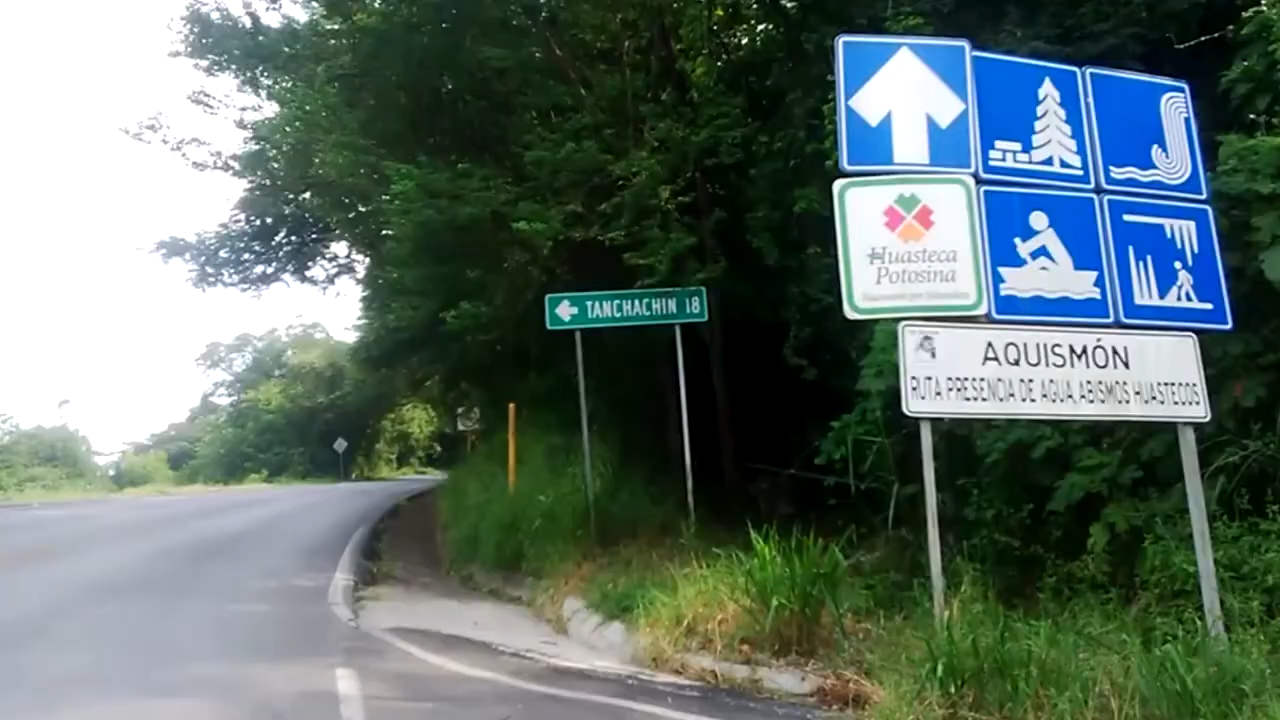 TANCHACHIN 18
Huasteca
Potosina
AQUISMÓN
RUTA PRESENCIA DE AGUA, ABISMOS HUASTECOS